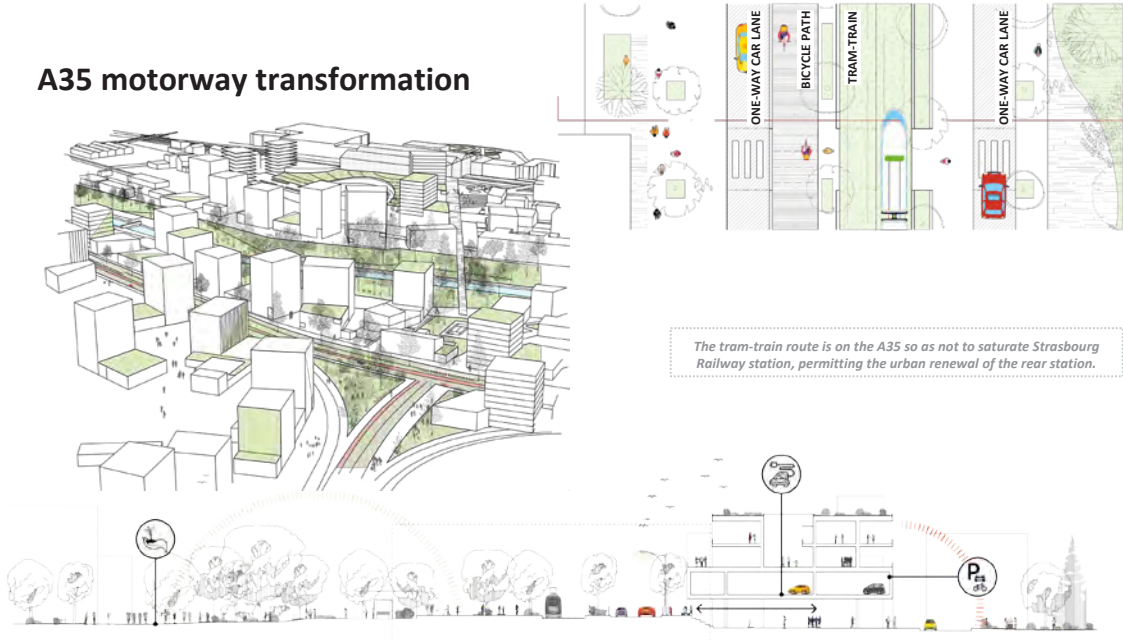 A35 motorway transformation
ONE-WAY CAR LANE
BICYCLE PATH
TRAM-TRAIN
ONE-WAY CAR LANE
The tram-train route is on the A35 so as not to saturate Strasbourg
Railway station, permitting the urban renewal of the rear station.
P